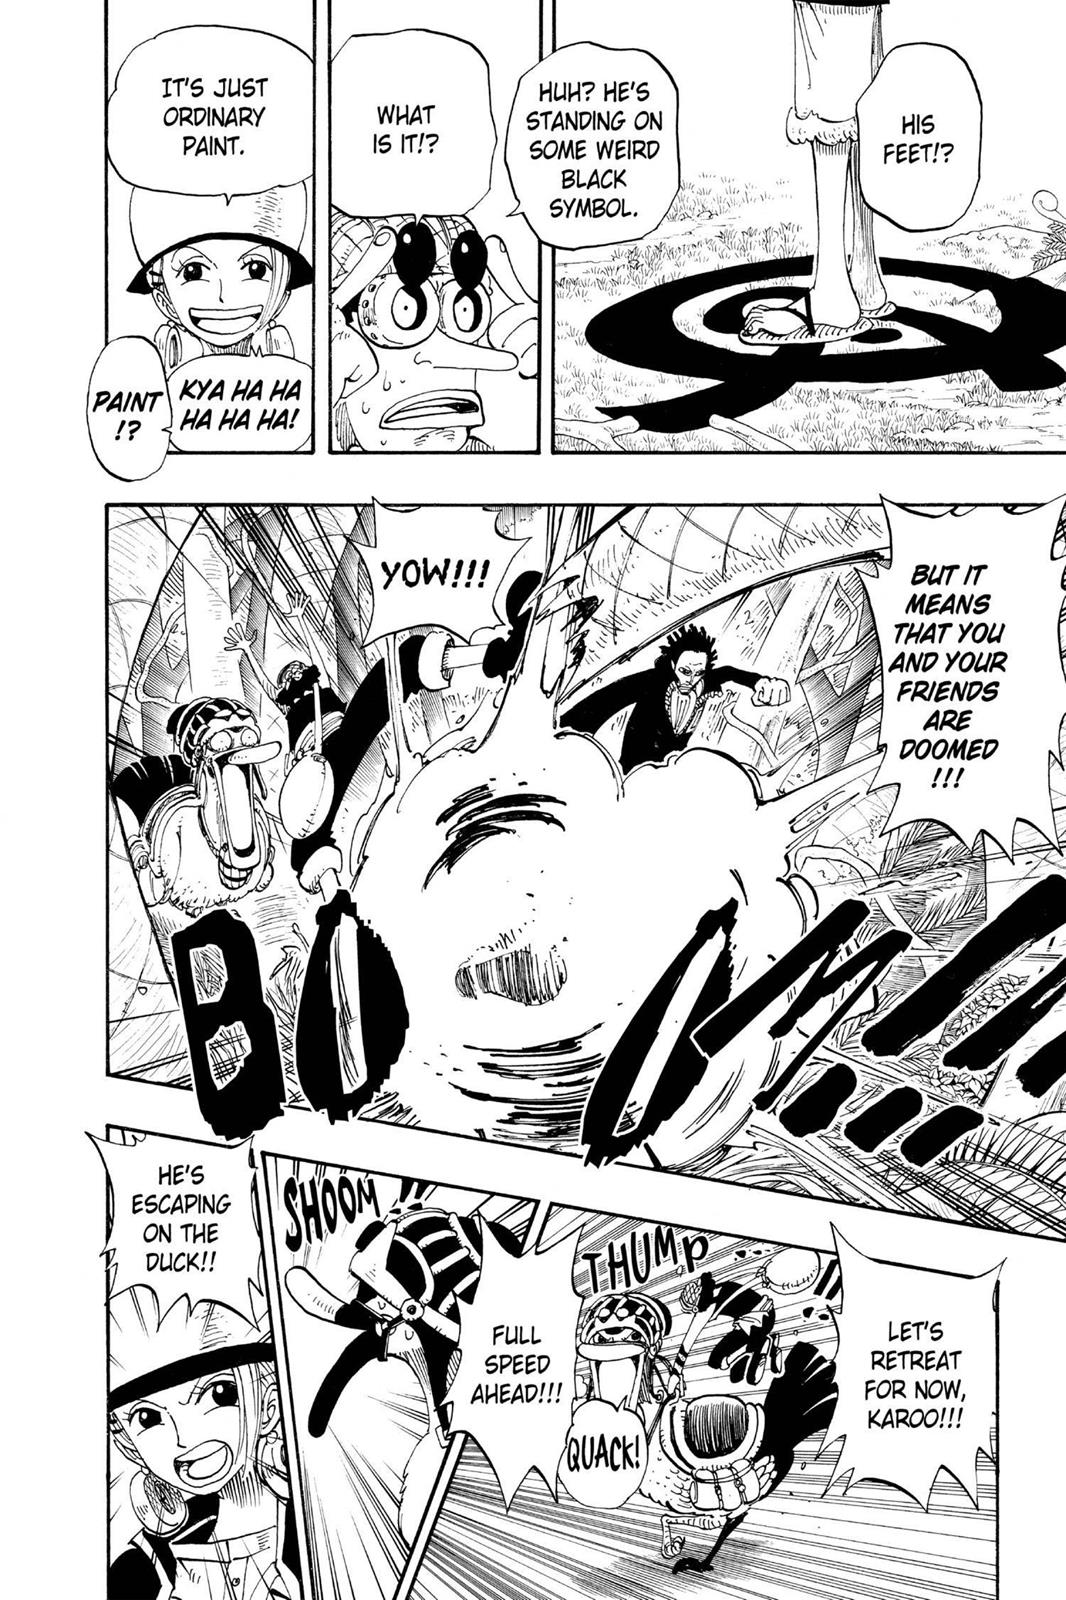 HIS
FEET!?
HUH? HE'S
STANDING ON
SOME WEIRD
BLACK
SYMBOL.
WHAT
IS IT!?
IT'S JUST
ORDINARY
PAINT.
KYA HA HA
HA HA HA!
PAINT
!?
BUT IT
MEANS
THAT YOU
AND YOUR
FRIENDS
ARE
DOOMED
!!!
YOW!!!
BOOM!!!!
LET'S
RETREAT
FOR NOW,
KAROO!!!
THUMP
QUACK!
FULL
SPEED
AHEAD!!!
SHOOM!!
HE'S
ESCAPING
ON THE
DUCK!!